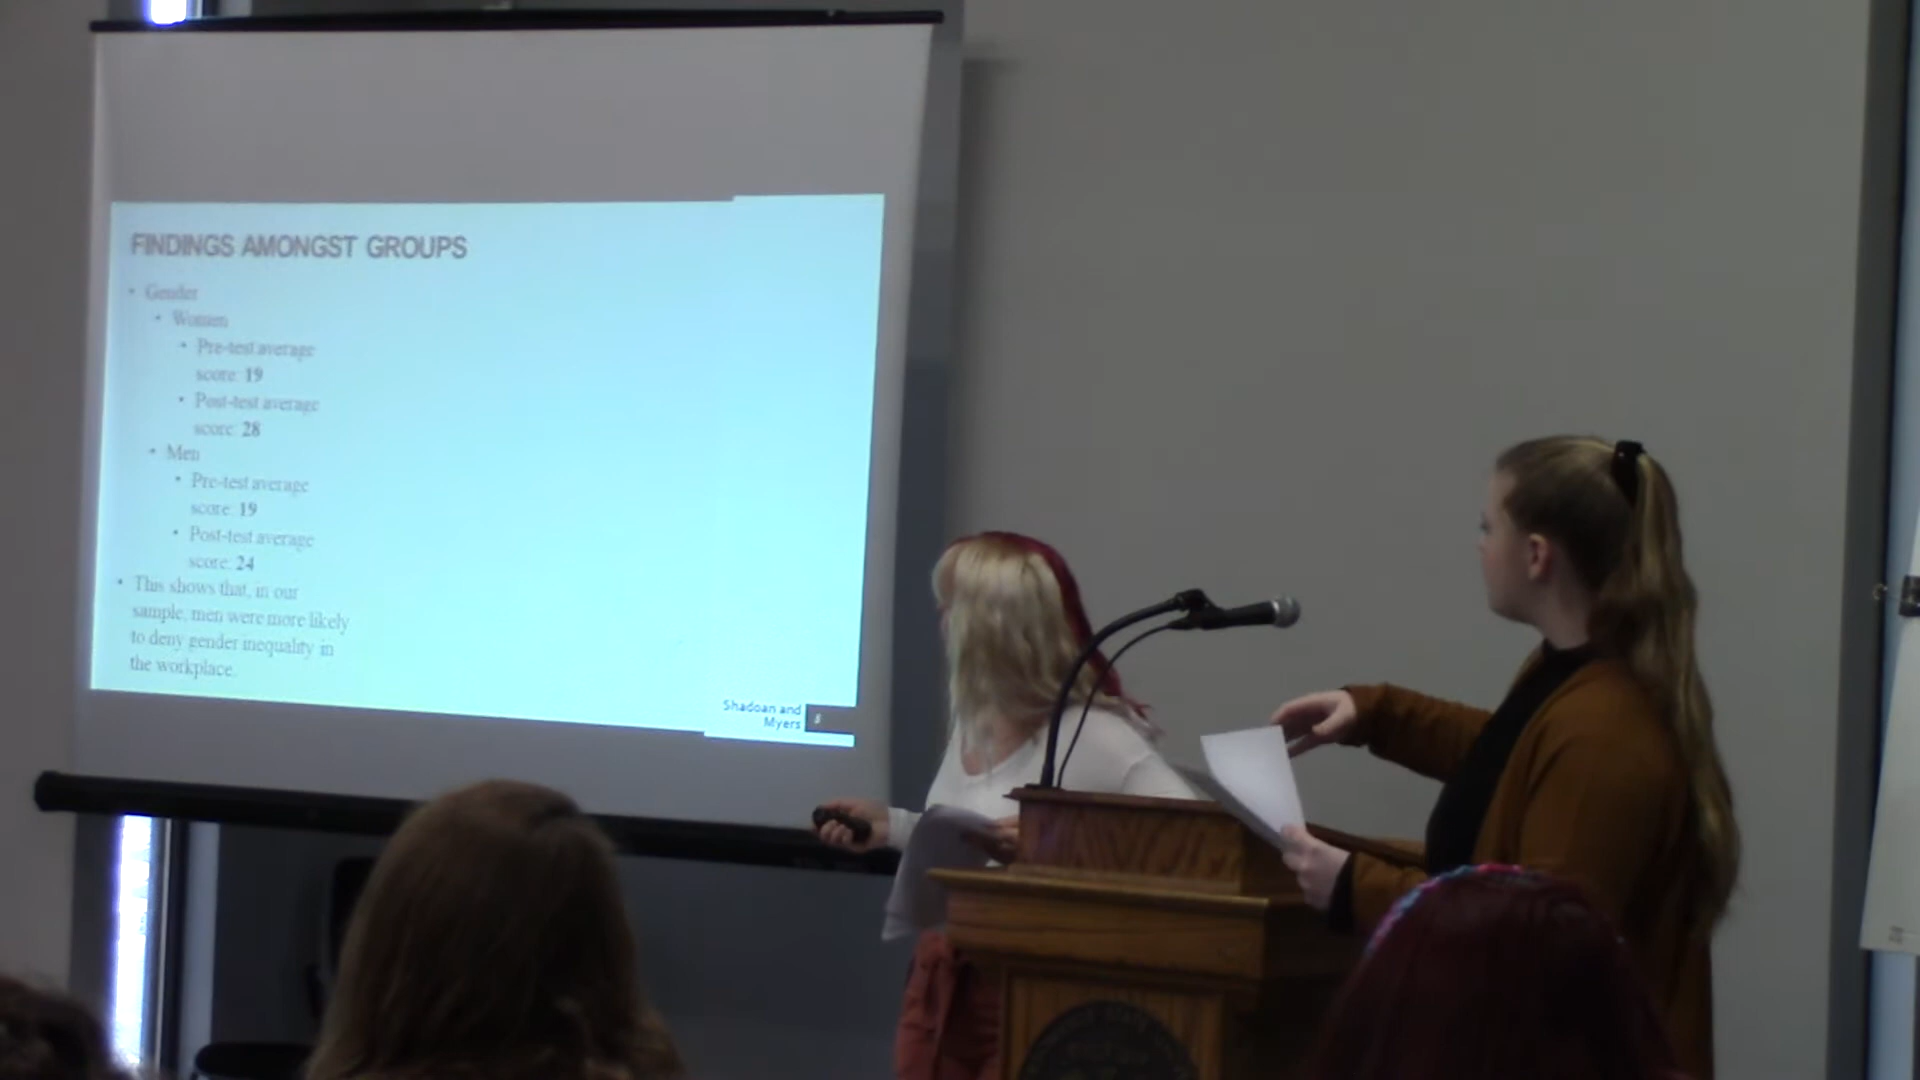 FINDINGS AMONGST GROUPS
• Gender
• Women
• Pre-test average
score: 19
• Post-test average
score: 28
• Men
• Pre-test average
score: 19
• Post-test average
score: 24
• This shows that, in our
sample, men were more likely
to deny gender inequality in
the workplace.
Shadoan and
Myers
8